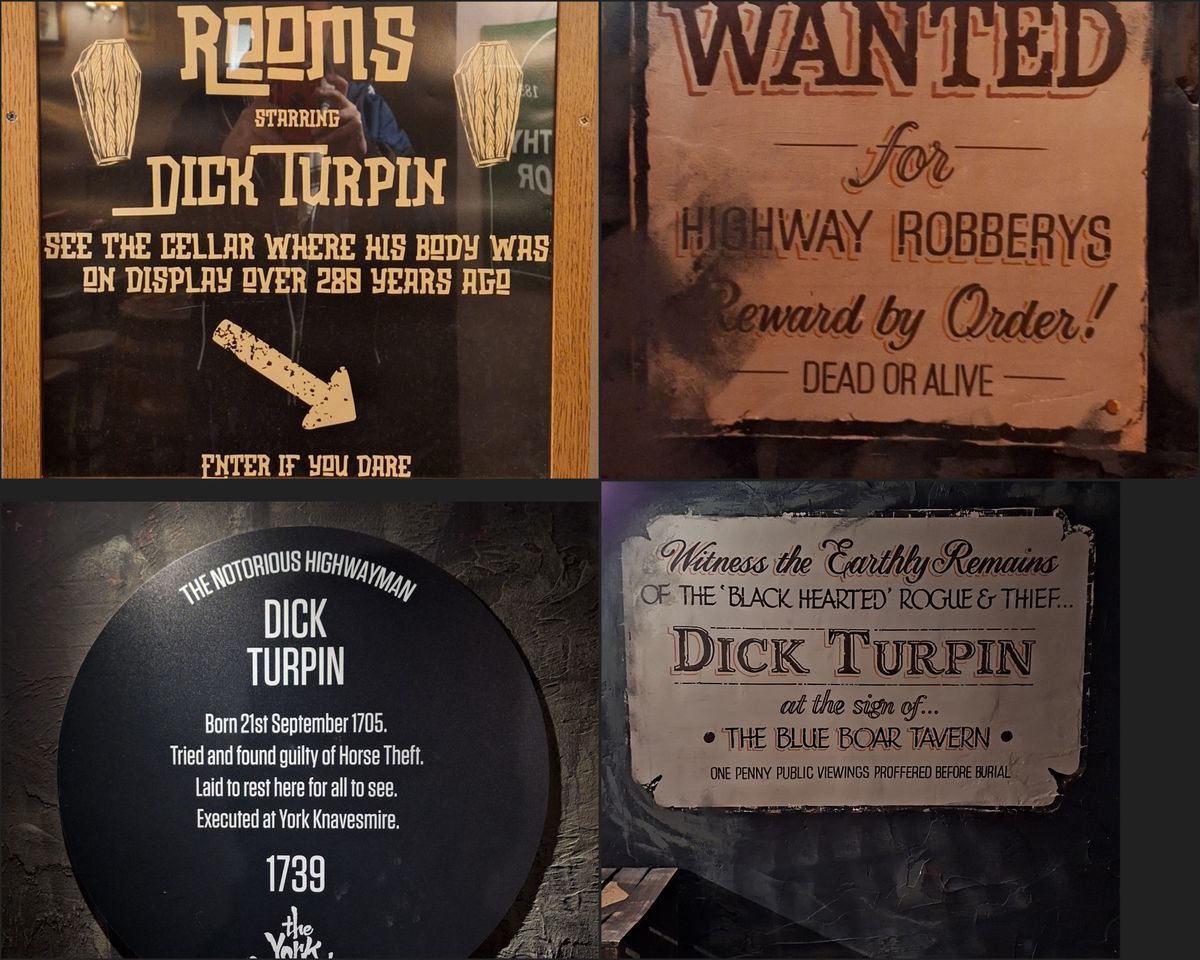 ROOMS
STARRING
DICK TURPIN
SEE THE CELLAR WHERE HIS BODY WAS
ON DISPLAY OVER 280 YEARS AGO
ENTER IF YOU DARE
WANTED
for
HIGHWAY ROBBERYS
Reward by Order!
DEAD OR ALIVE
THE NOTORIOUS HIGHWAYMAN
DICK
TURPIN
Born 21st September 1705.
Tried and found guilty of Horse Theft.
Laid to rest here for all to see.
Executed at York Knavesmire.
1739
the
York
Witness the Earthly Remains
OF THE 'BLACK HEARTED' ROGUE & THIEF...
DICK TURPIN
at the sign of...
• THE BLUE BOAR TAVERN •
ONE PENNY PUBLIC VIEWINGS PROFFERED BEFORE BURIAL